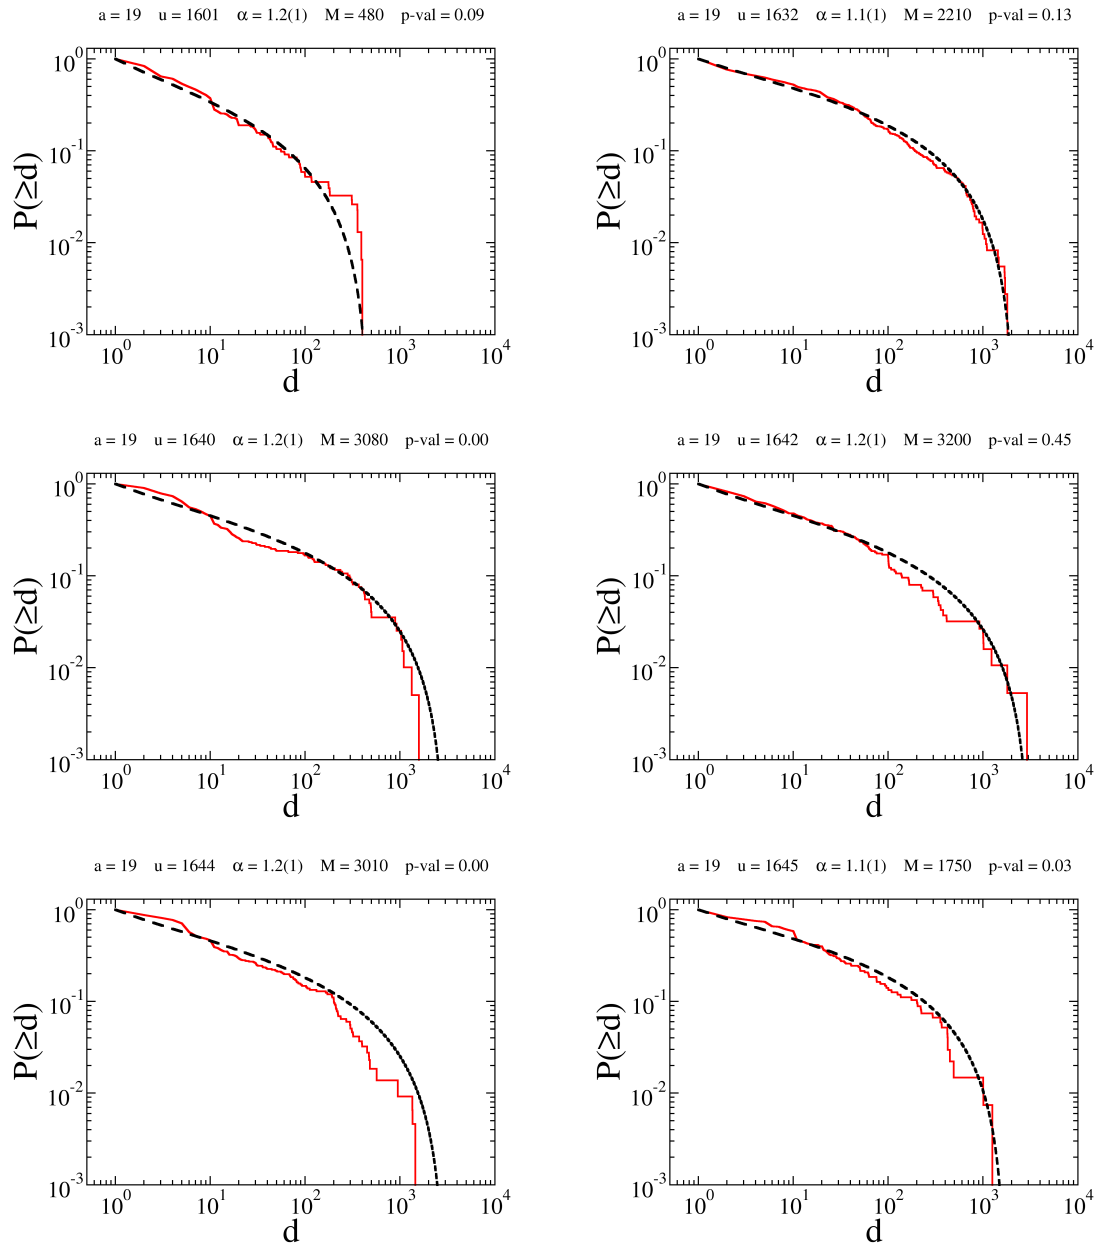 a = 19 u = 1601 α = 1.2(1) M = 480 p-val = 0.09
10^0
10^-1
10^-2
10^-3
P(≥d)
10^0 10^1 10^2 10^3 10^4
d
a = 19 u = 1632 α = 1.1(1) M = 2210 p-val = 0.13
10^0
10^-1
10^-2
10^-3
P(≥d)
10^0 10^1 10^2 10^3 10^4
d
a = 19 u = 1640 α = 1.2(1) M = 3080 p-val = 0.00
10^0
10^-1
10^-2
10^-3
P(≥d)
10^0 10^1 10^2 10^3 10^4
d
a = 19 u = 1642 α = 1.2(1) M = 3200 p-val = 0.45
10^0
10^-1
10^-2
10^-3
P(≥d)
10^0 10^1 10^2 10^3 10^4
d
a = 19 u = 1644 α = 1.2(1) M = 3010 p-val = 0.00
10^0
10^-1
10^-2
10^-3
P(≥d)
10^0 10^1 10^2 10^3 10^4
d
a = 19 u = 1645 α = 1.1(1) M = 1750 p-val = 0.03
10^0
10^-1
10^-2
10^-3
P(≥d)
10^0 10^1 10^2 10^3 10^4
d